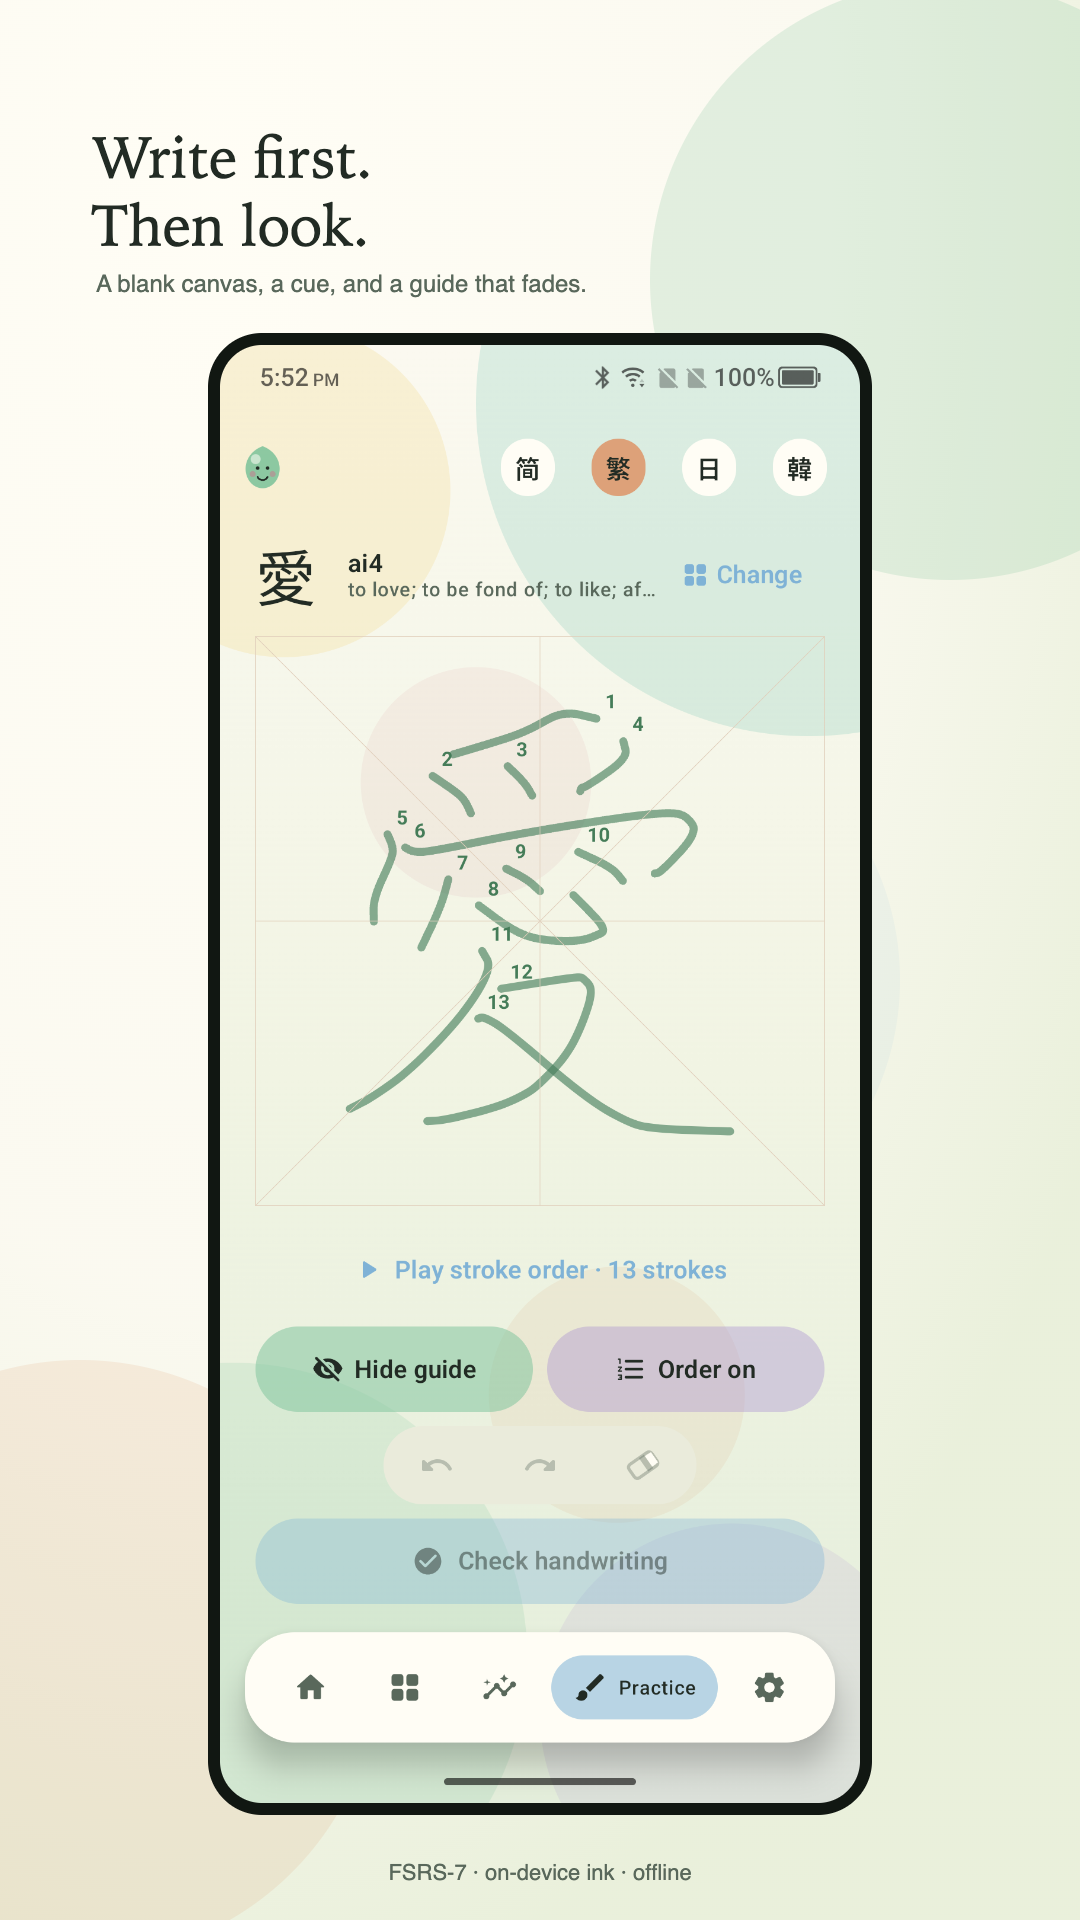 Write first.
Then look.
A blank canvas, a cue, and a guide that fades.
5:52 PM 100%
简 繁 日 韓
愛
ai4
to love; to be fond of; to like; af...
Change
1
4
3
2
5
6
10
9
7
8
11
12
13
Play stroke order · 13 strokes
Hide guide
Order on
Check handwriting
Practice
FSRS-7 · on-device ink · offline